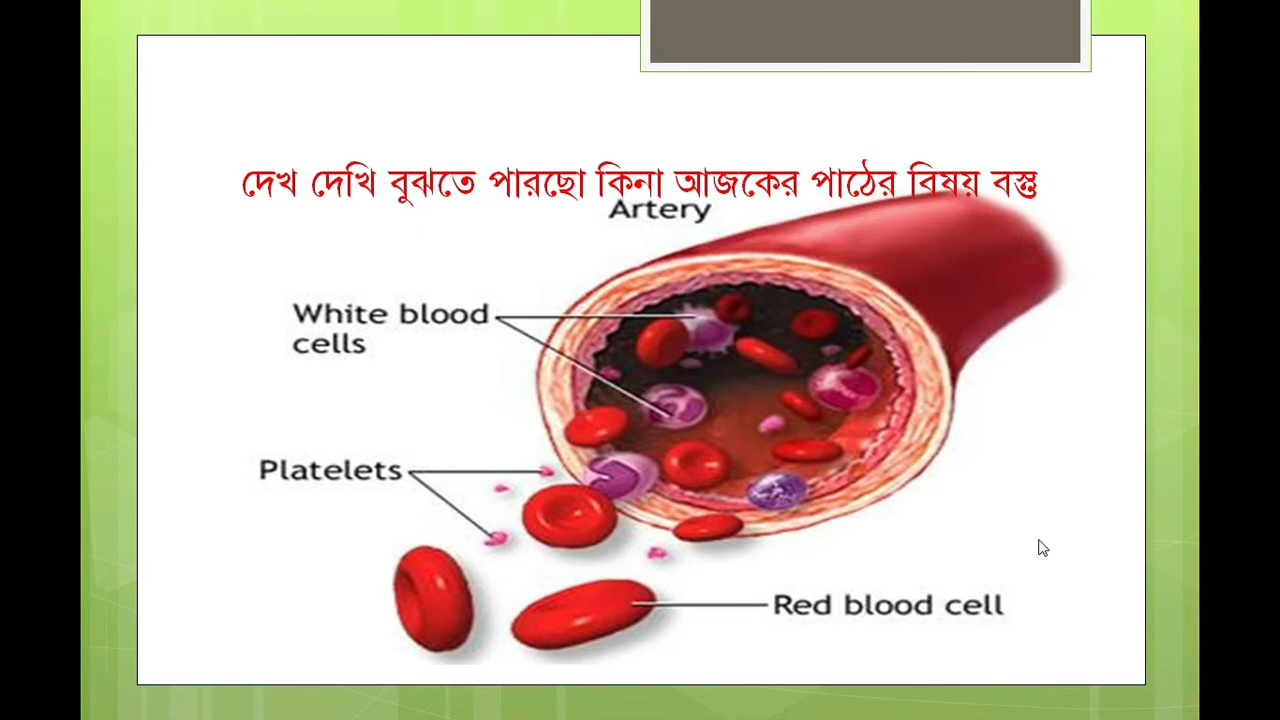 দেখ দেখি বুঝতে পারছো কিনা আজকের পাঠের বিষয় বস্তু
Artery
White blood
cells
Platelets
Red blood cell